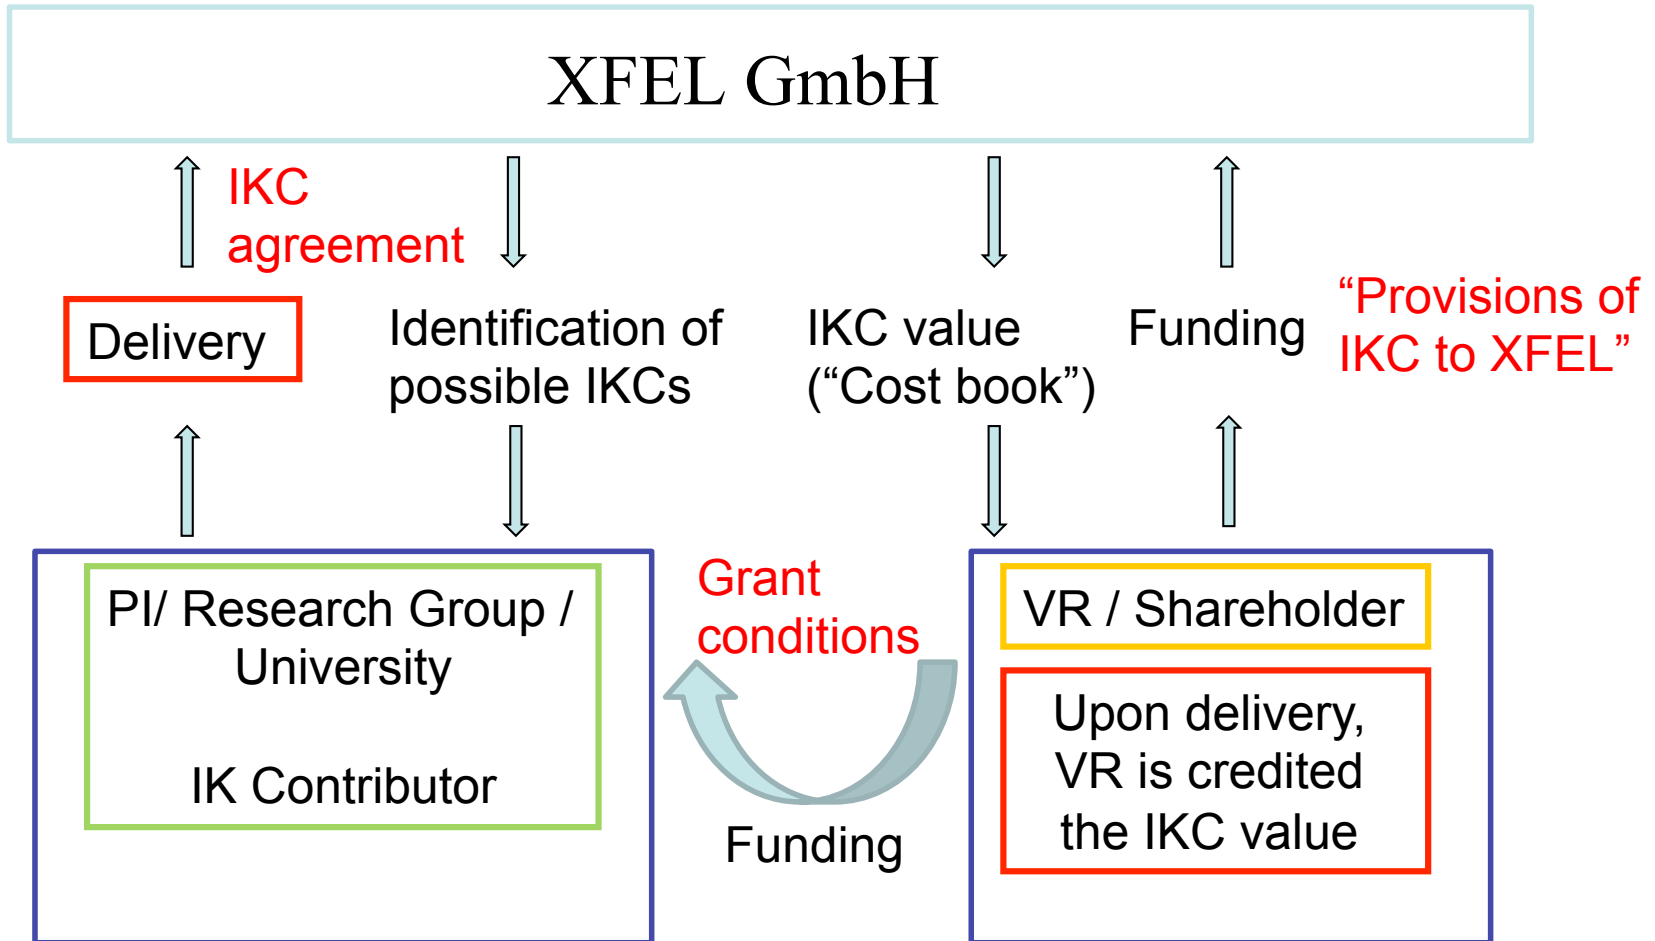 XFEL GmbH
IKC
agreement
Delivery
Identification of
possible IKCs
IKC value
(“Cost book”)
Funding
“Provisions of
IKC to XFEL”
PI/ Research Group /
University
IK Contributor
Grant
conditions
Funding
VR / Shareholder
Upon delivery,
VR is credited
the IKC value